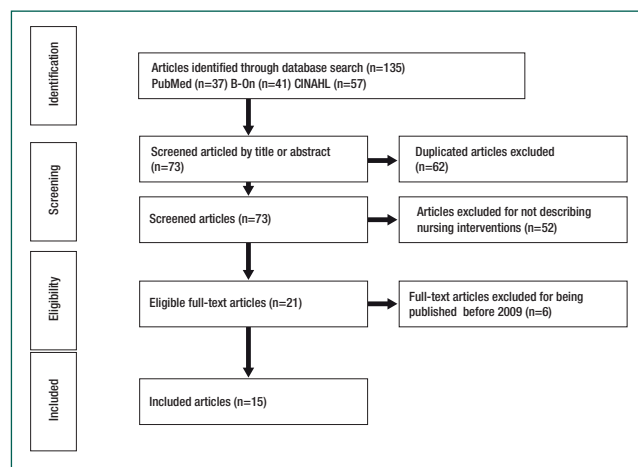 Identification
Articles identified through database search (n=135)
PubMed (n=37) B-On (n=41) CINAHL (n=57)
Screening
Screened articled by title or abstract
(n=73)
Duplicated articles excluded
(n=62)
Screened articles (n=73)
Articles excluded for not describing
nursing interventions (n=52)
Eligibility
Eligible full-text articles (n=21)
Full-text articles excluded for being
published before 2009 (n=6)
Included
Included articles (n=15)